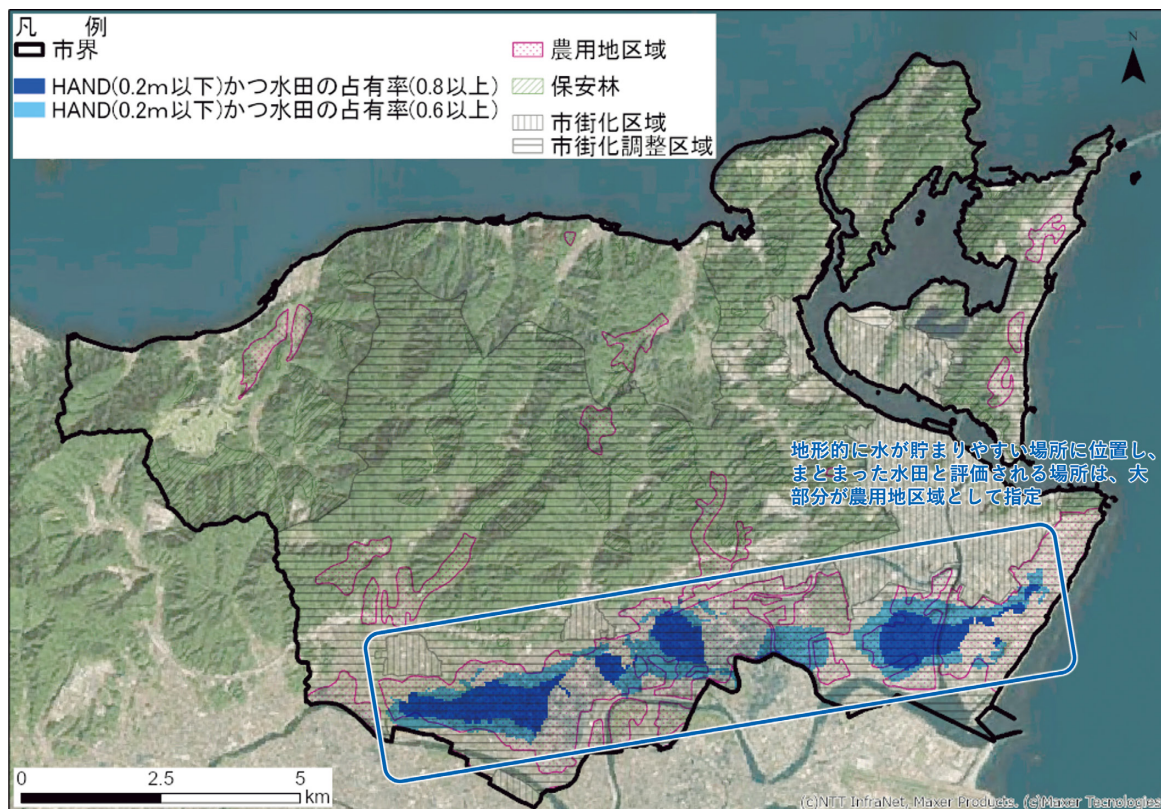 凡　例
市界
HAND(0.2m以下)かつ水田の占有率(0.8以上)
HAND(0.2m以下)かつ水田の占有率(0.6以上)
農用地区域
保安林
市街化区域
市街化調整区域
N
地形的に水が貯まりやすい場所に位置し、
まとまった水田と評価される場所は、大
部分が農用地区域として指定
0 2.5 5
km
(c)NTT InfraNet, Maxar Products, (c)Maxar Tecnologies